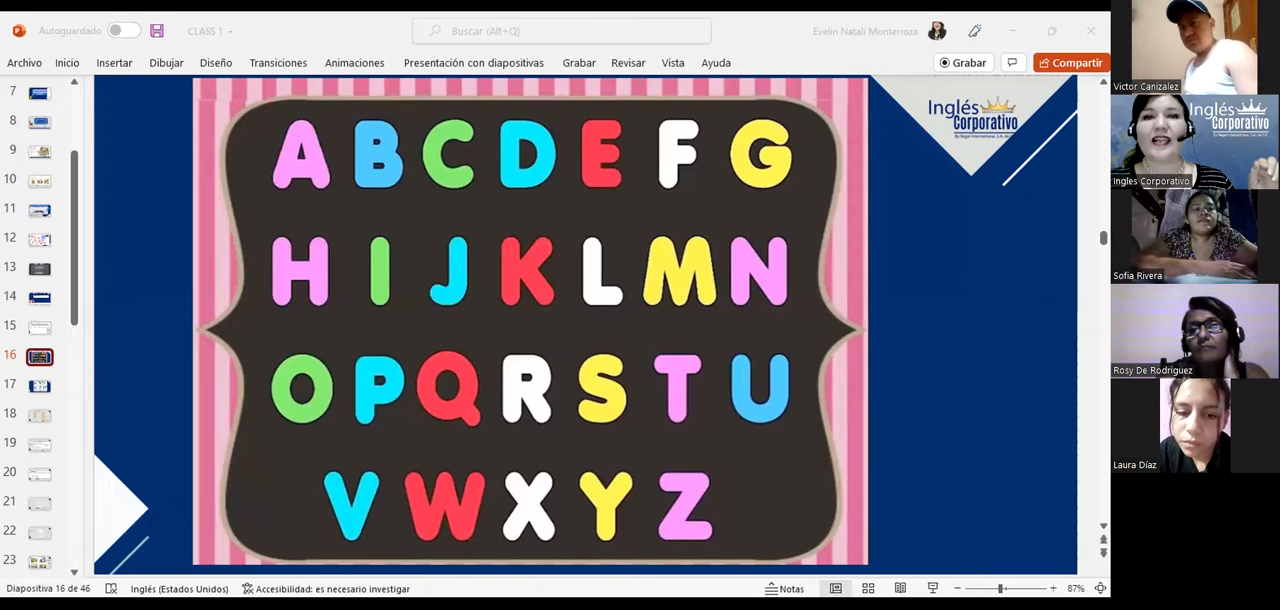 Autoguardado
CLASS 1
Buscar (Alt+Q)
Evelin Natali Monterroza
Archivo Inicio Insertar Dibujar Diseño Transiciones Animaciones Presentación con diapositivas Grabar Revisar Vista Ayuda
Grabar
Compartir
7
8
9
10
11
12
13
14
15
16
17
18
19
20
21
22
23
A B C D E F G
H I J K L M N
O P Q R S T U
V W X Y Z
Inglés
Corporativo
Diapositiva 16 de 46
Inglés (Estados Unidos)
Accesibilidad: es necesario investigar
Notas
87%
Victor Canizalez
Inglés
Corporativo
Ingles Corporativo
Sofia Rivera
Rosy De Rodriguez
Laura Díaz